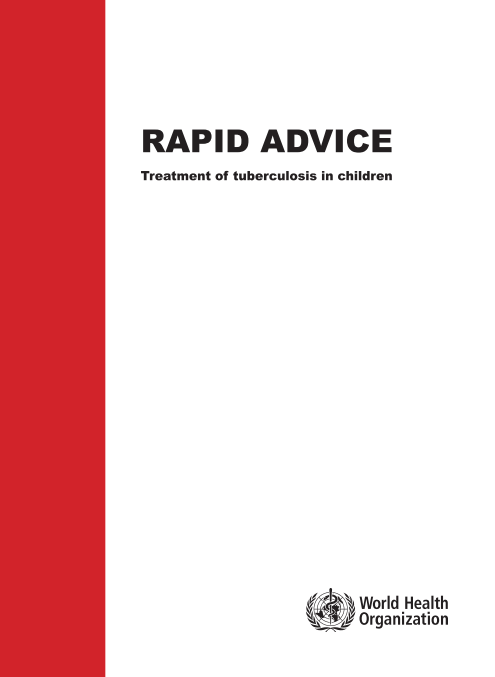 RAPID ADVICE
Treatment of tuberculosis in children
World Health
Organization